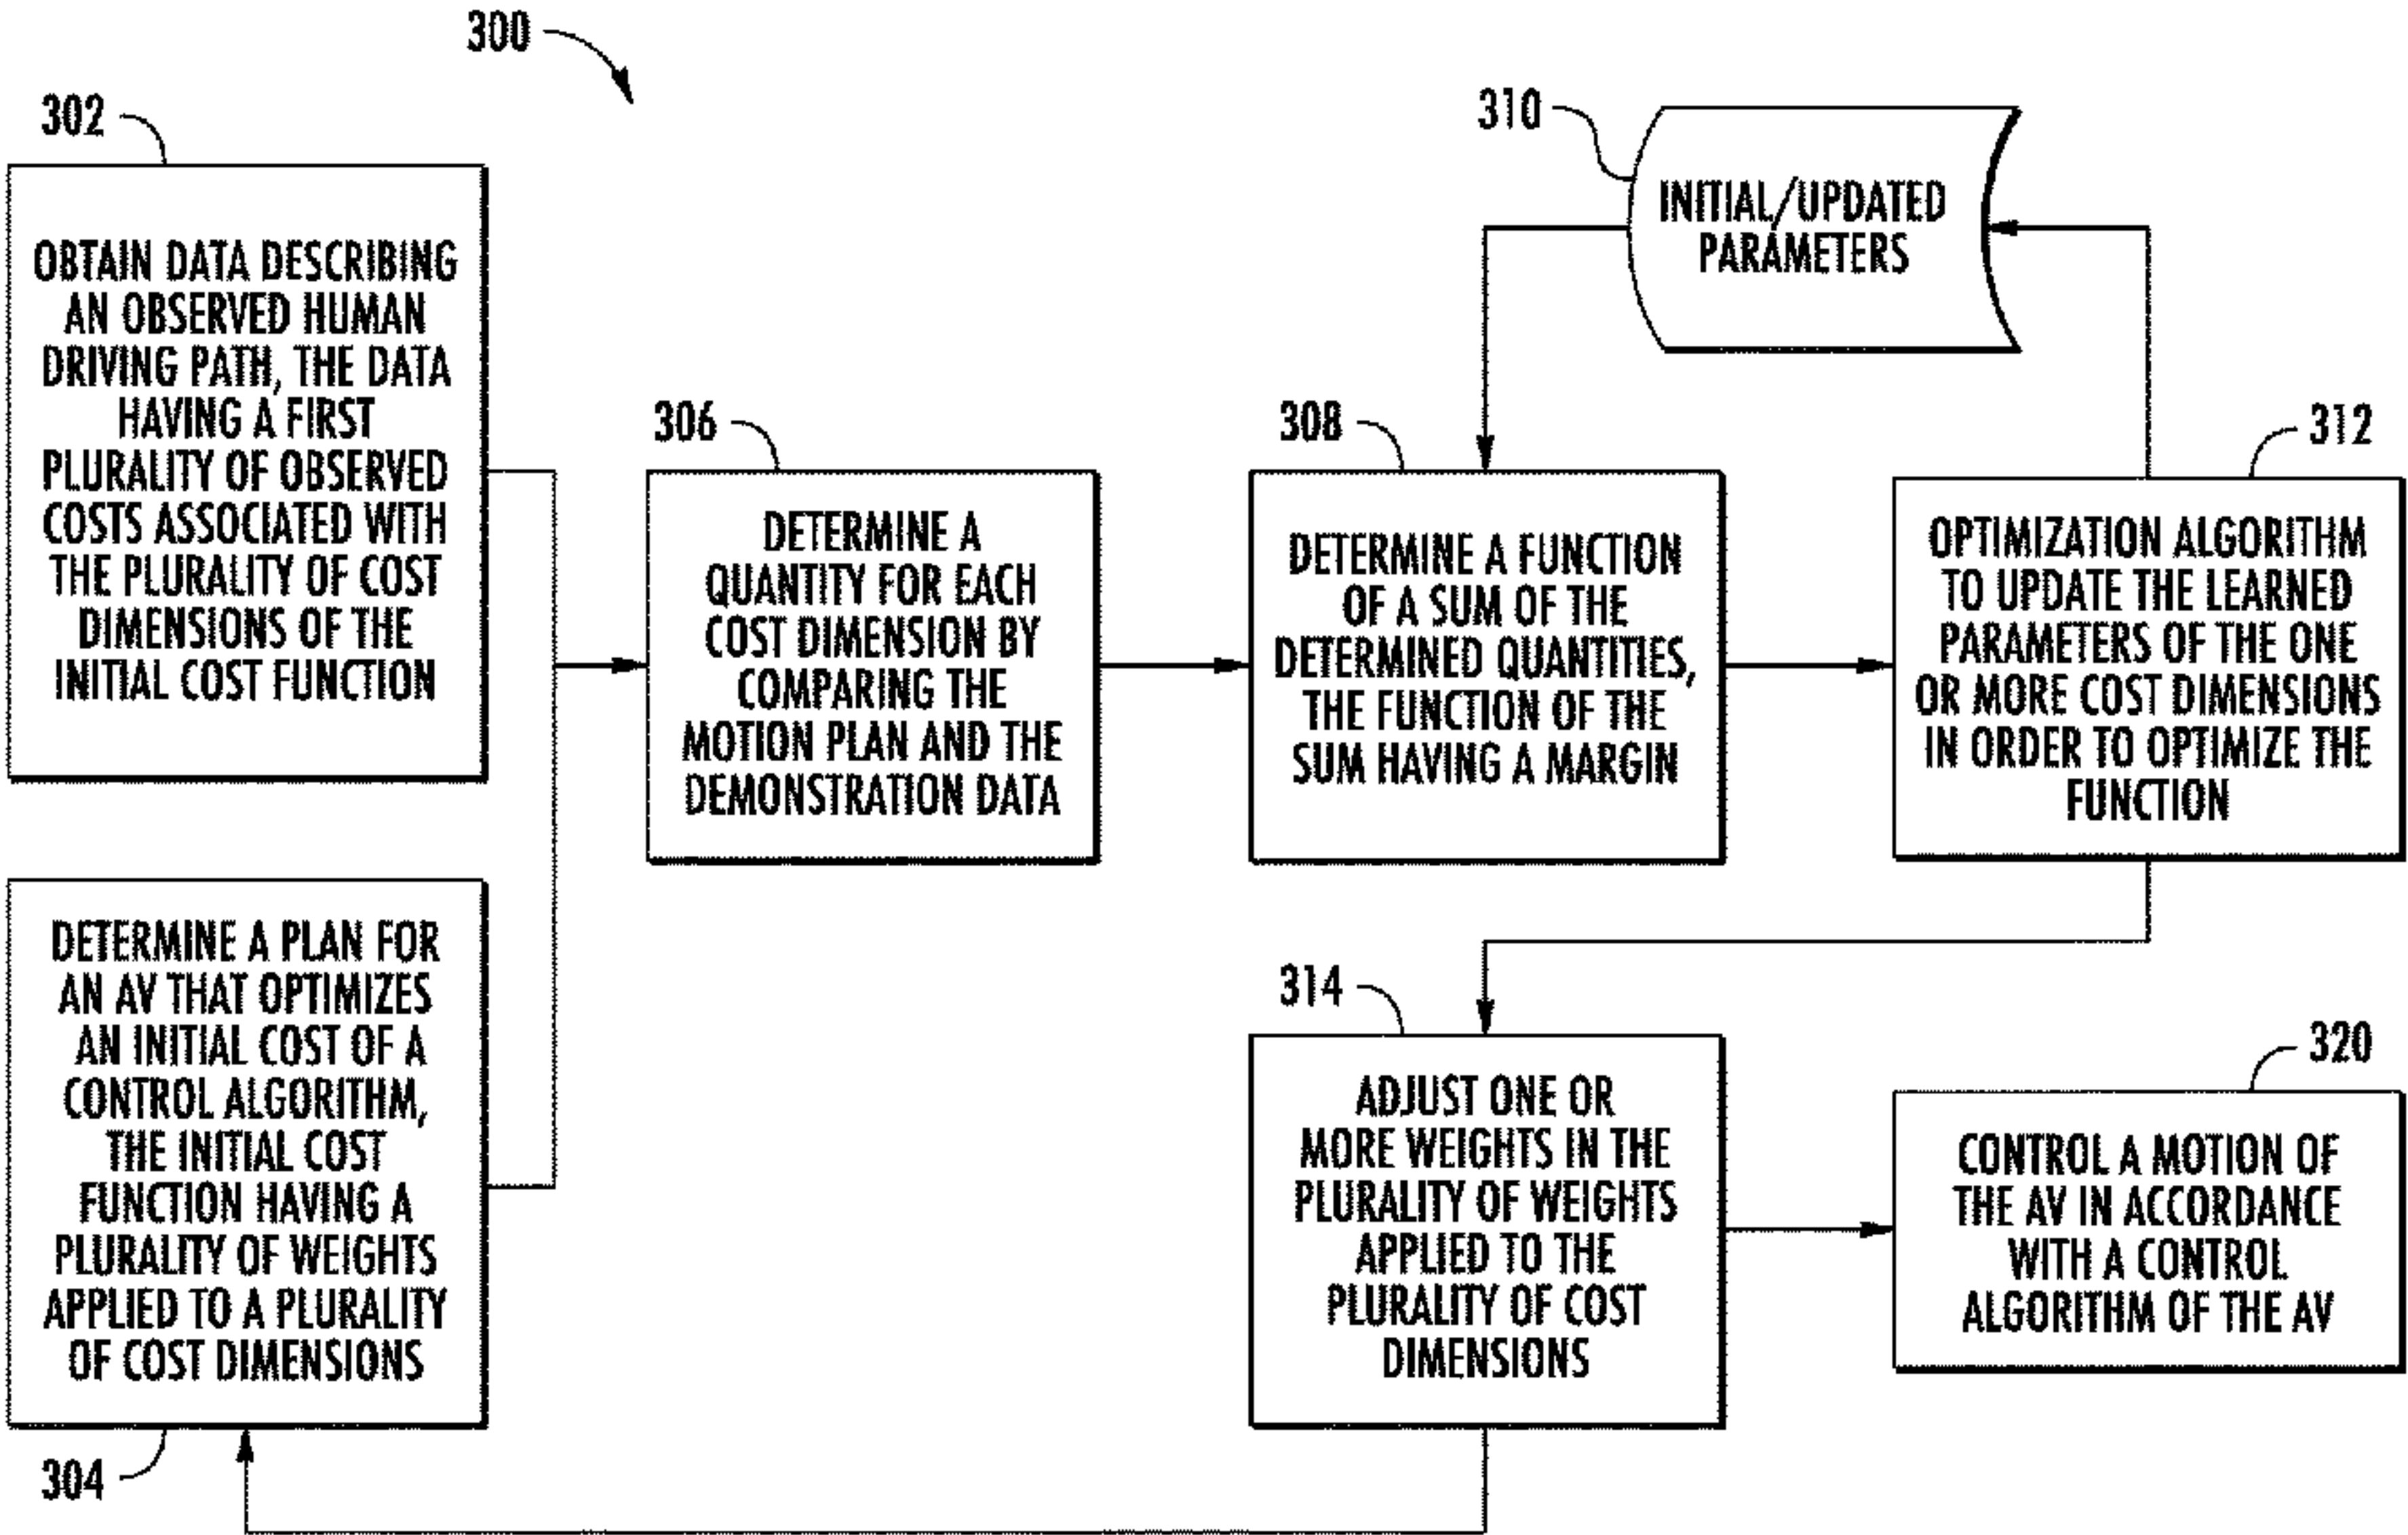 300
302
OBTAIN DATA DESCRIBING
AN OBSERVED HUMAN
DRIVING PATH, THE DATA
HAVING A FIRST
PLURALITY OF OBSERVED
COSTS ASSOCIATED WITH
THE PLURALITY OF COST
DIMENSIONS OF THE
INITIAL COST FUNCTION
304
DETERMINE A PLAN FOR
AN AV THAT OPTIMIZES
AN INITIAL COST OF A
CONTROL ALGORITHM,
THE INITIAL COST
FUNCTION HAVING A
PLURALITY OF WEIGHTS
APPLIED TO A PLURALITY
OF COST DIMENSIONS
306
DETERMINE A
QUANTITY FOR EACH
COST DIMENSION BY
COMPARING THE
MOTION PLAN AND THE
DEMONSTRATION DATA
308
DETERMINE A FUNCTION
OF A SUM OF THE
DETERMINED QUANTITIES,
THE FUNCTION OF THE
SUM HAVING A MARGIN
310
INITIAL/UPDATED
PARAMETERS
312
OPTIMIZATION ALGORITHM
TO UPDATE THE LEARNED
PARAMETERS OF THE ONE
OR MORE COST DIMENSIONS
IN ORDER TO OPTIMIZE THE
FUNCTION
314
ADJUST ONE OR
MORE WEIGHTS IN THE
PLURALITY OF WEIGHTS
APPLIED TO THE
PLURALITY OF COST
DIMENSIONS
320
CONTROL A MOTION OF
THE AV IN ACCORDANCE
WITH A CONTROL
ALGORITHM OF THE AV